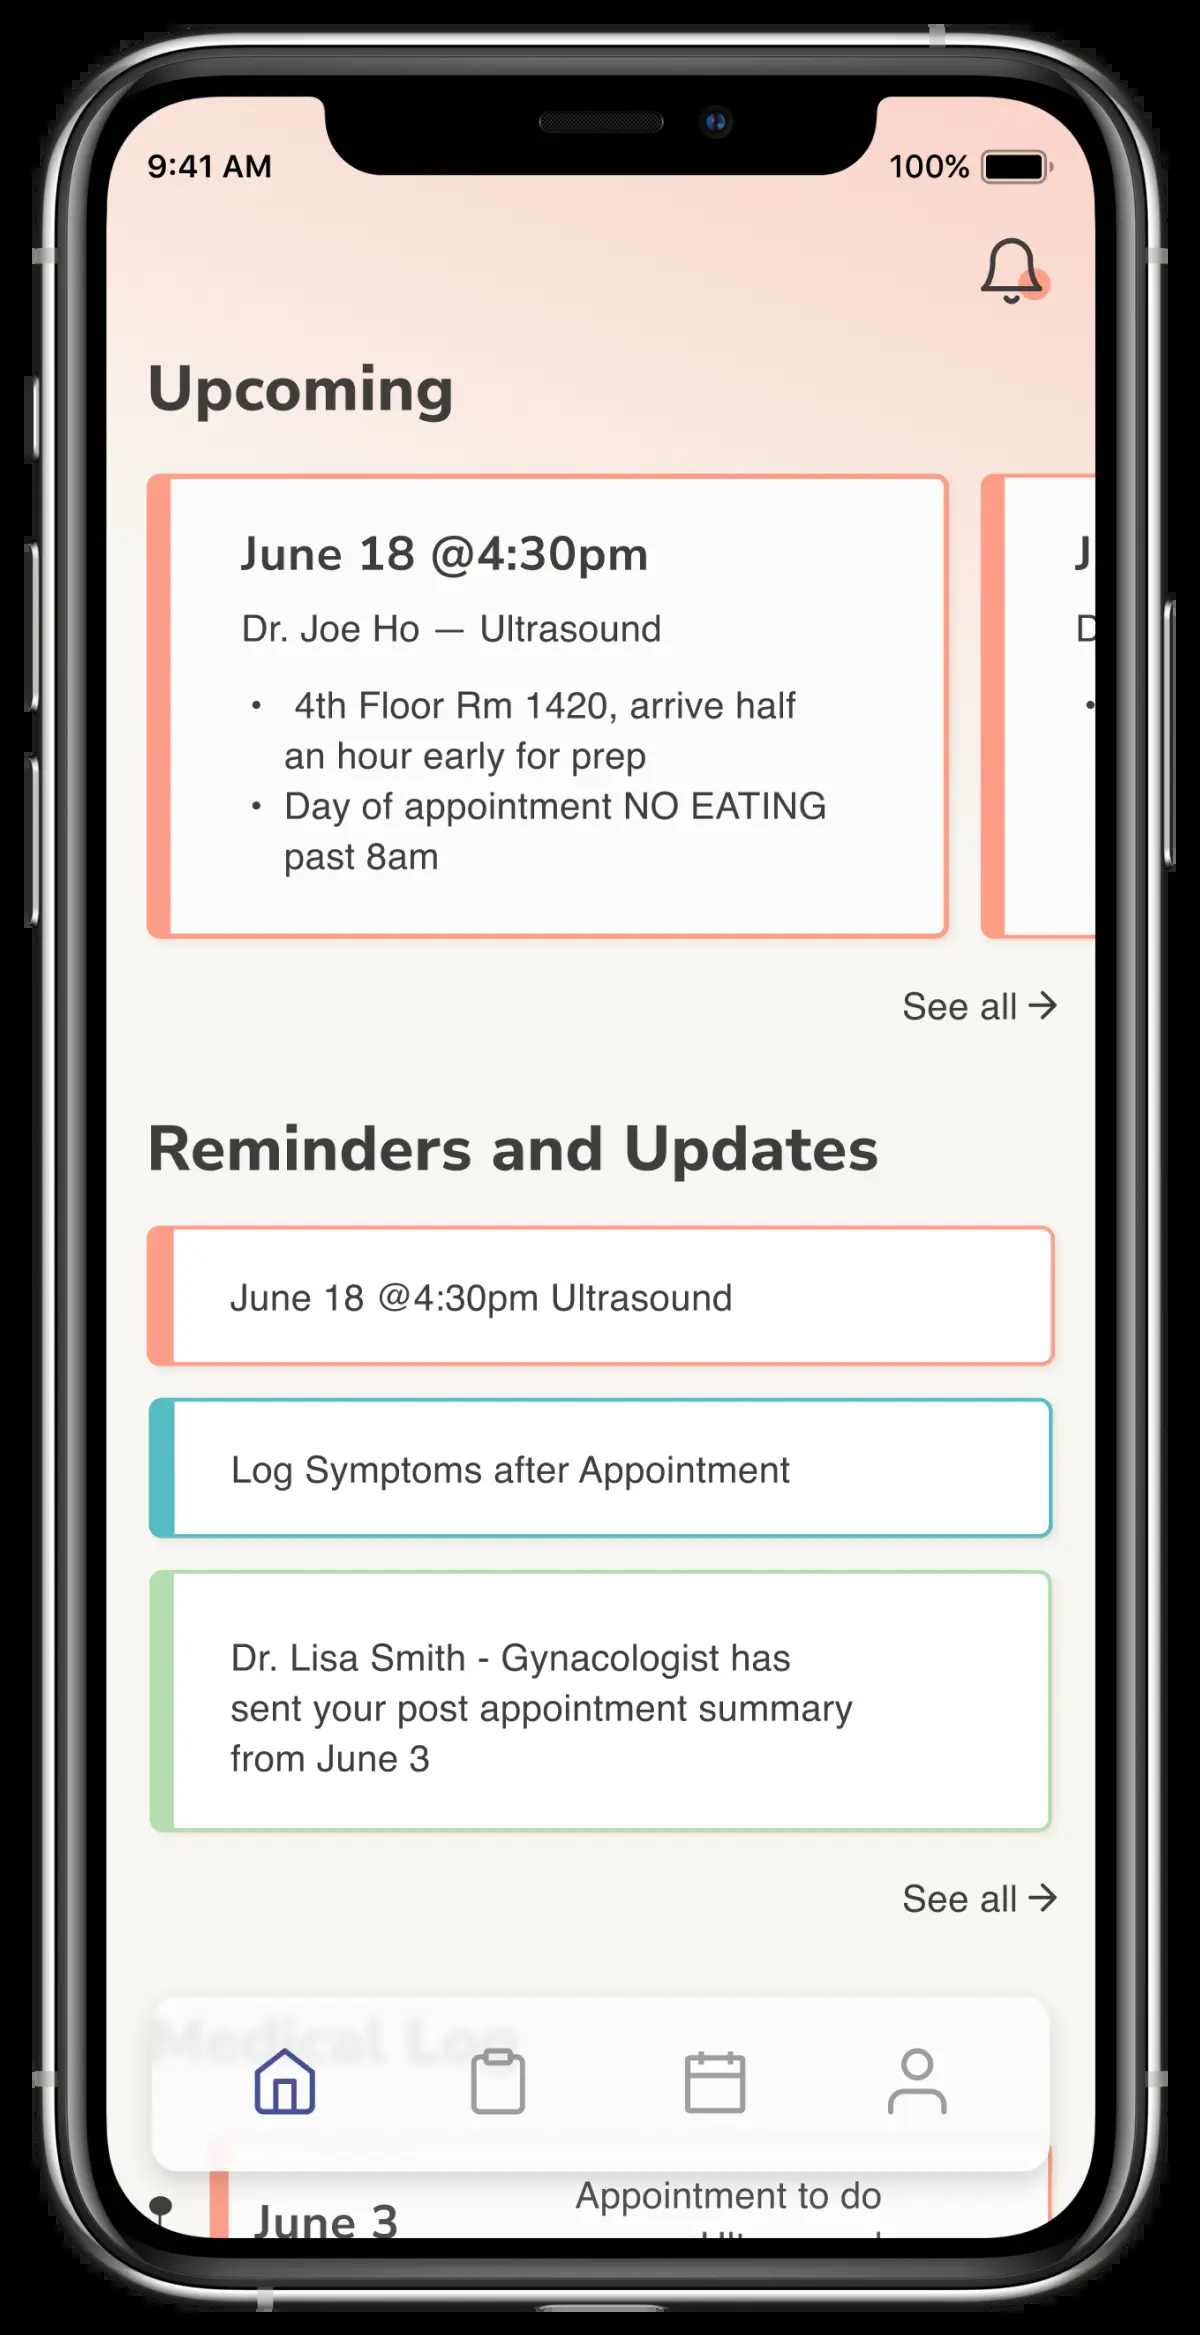 9:41 AM
100%
Upcoming
June 18 @4:30pm
J
Dr. Joe Ho — Ultrasound
D
• 4th Floor Rm 1420, arrive half
an hour early for prep
• Day of appointment NO EATING
past 8am
See all →
Reminders and Updates
June 18 @4:30pm Ultrasound
Log Symptoms after Appointment
Dr. Lisa Smith - Gynacologist has
sent your post appointment summary
from June 3
See all →
Medical Log
Appointment to do
June 3